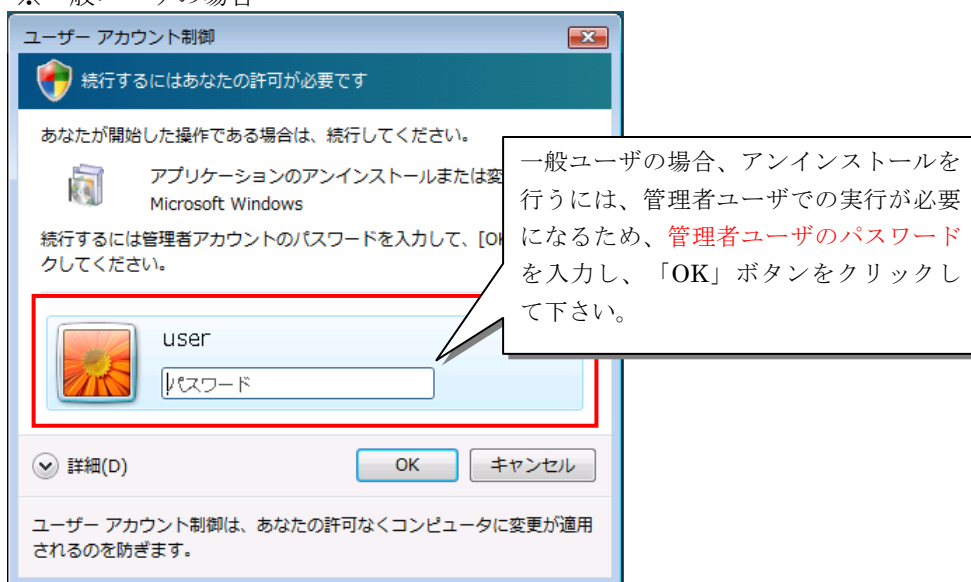 ※一般ユーザの場合
ユーザー アカウント制御
続行するにはあなたの許可が必要です
あなたが開始した操作である場合は、続行してください。
アプリケーションのアンインストールまたは変
Microsoft Windows
続行するには管理者アカウントのパスワードを入力して、[O
クしてください。
一般ユーザの場合、アンインストールを
行うには、管理者ユーザでの実行が必要
になるため、管理者ユーザのパスワード
を入力し、「OK」ボタンをクリックし
て下さい。
user
パスワード
詳細(D)
OK
キャンセル
ユーザー アカウント制御は、あなたの許可なくコンピュータに変更が適用
されるのを防ぎます。